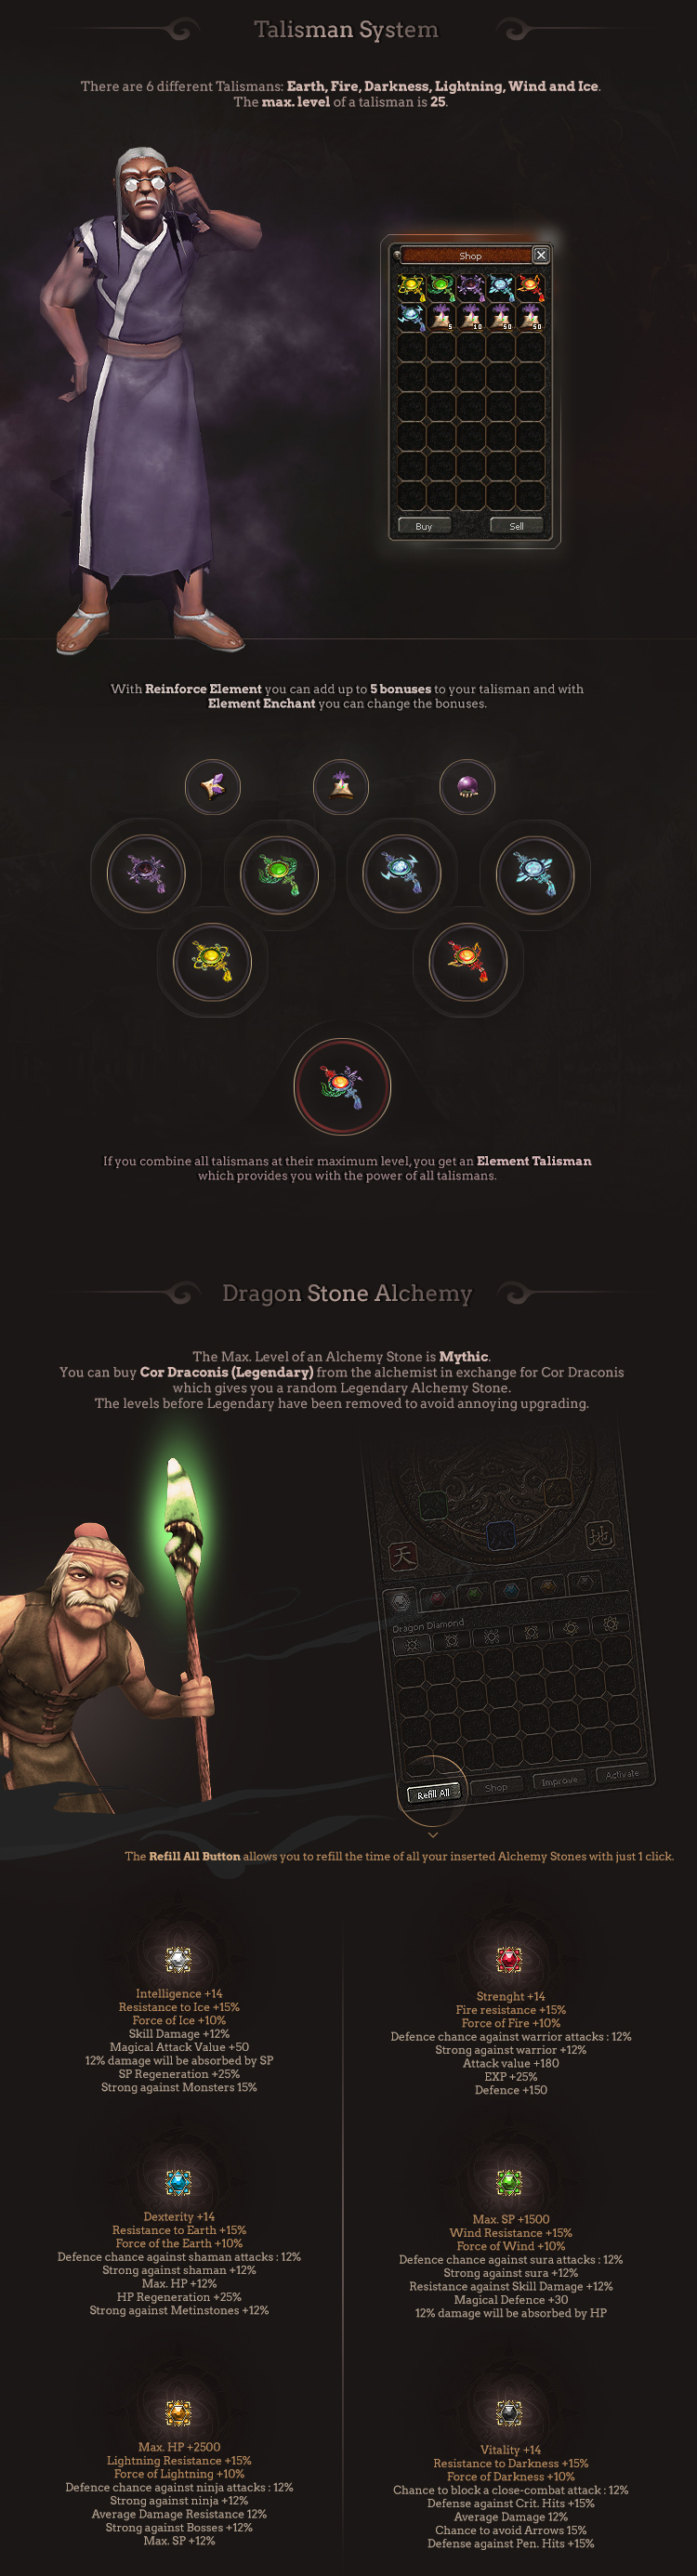 Talisman System
There are 6 different Talismans: Earth, Fire, Darkness, Lightning, Wind and Ice.
The max. level of a talisman is 25.
Shop
5 10 50 50
Buy Sell
With Reinforce Element you can add up to 5 bonuses to your talisman and with
Element Enchant you can change the bonuses.
If you combine all talismans at their maximum level, you get an Element Talisman
which provides you with the power of all talismans.
Dragon Stone Alchemy
The Max. Level of an Alchemy Stone is Mythic.
You can buy Cor Draconis (Legendary) from the alchemist in exchange for Cor Draconis
which gives you a random Legendary Alchemy Stone.
The levels before Legendary have been removed to avoid annoying upgrading.
天 地
Dragon Diamond
Refill All Shop Improve Activate
The Refill All Button allows you to refill the time of all your inserted Alchemy Stones with just 1 click.
Intelligence +14
Resistance to Ice +15%
Force of Ice +10%
Skill Damage +12%
Magical Attack Value +50
12% damage will be absorbed by SP
SP Regeneration +25%
Strong against Monsters 15%
Strenght +14
Fire resistance +15%
Force of Fire +10%
Defence chance against warrior attacks : 12%
Strong against warrior +12%
Attack value +180
EXP +25%
Defence +150
Dexterity +14
Resistance to Earth +15%
Force of the Earth +10%
Defence chance against shaman attacks : 12%
Strong against shaman +12%
Max. HP +12%
HP Regeneration +25%
Strong against Metinstones +12%
Max. SP +1500
Wind Resistance +15%
Force of Wind +10%
Defence chance against sura attacks : 12%
Strong against sura +12%
Resistance against Skill Damage +12%
Magical Defence +30
12% damage will be absorbed by HP
Max. HP +2500
Lightning Resistance +15%
Force of Lightning +10%
Defence chance against ninja attacks : 12%
Strong against ninja +12%
Average Damage Resistance 12%
Strong against Bosses +12%
Max. SP +12%
Vitality +14
Resistance to Darkness +15%
Force of Darkness +10%
Chance to block a close-combat attack : 12%
Defense against Crit. Hits +15%
Average Damage 12%
Chance to avoid Arrows 15%
Defense against Pen. Hits +15%